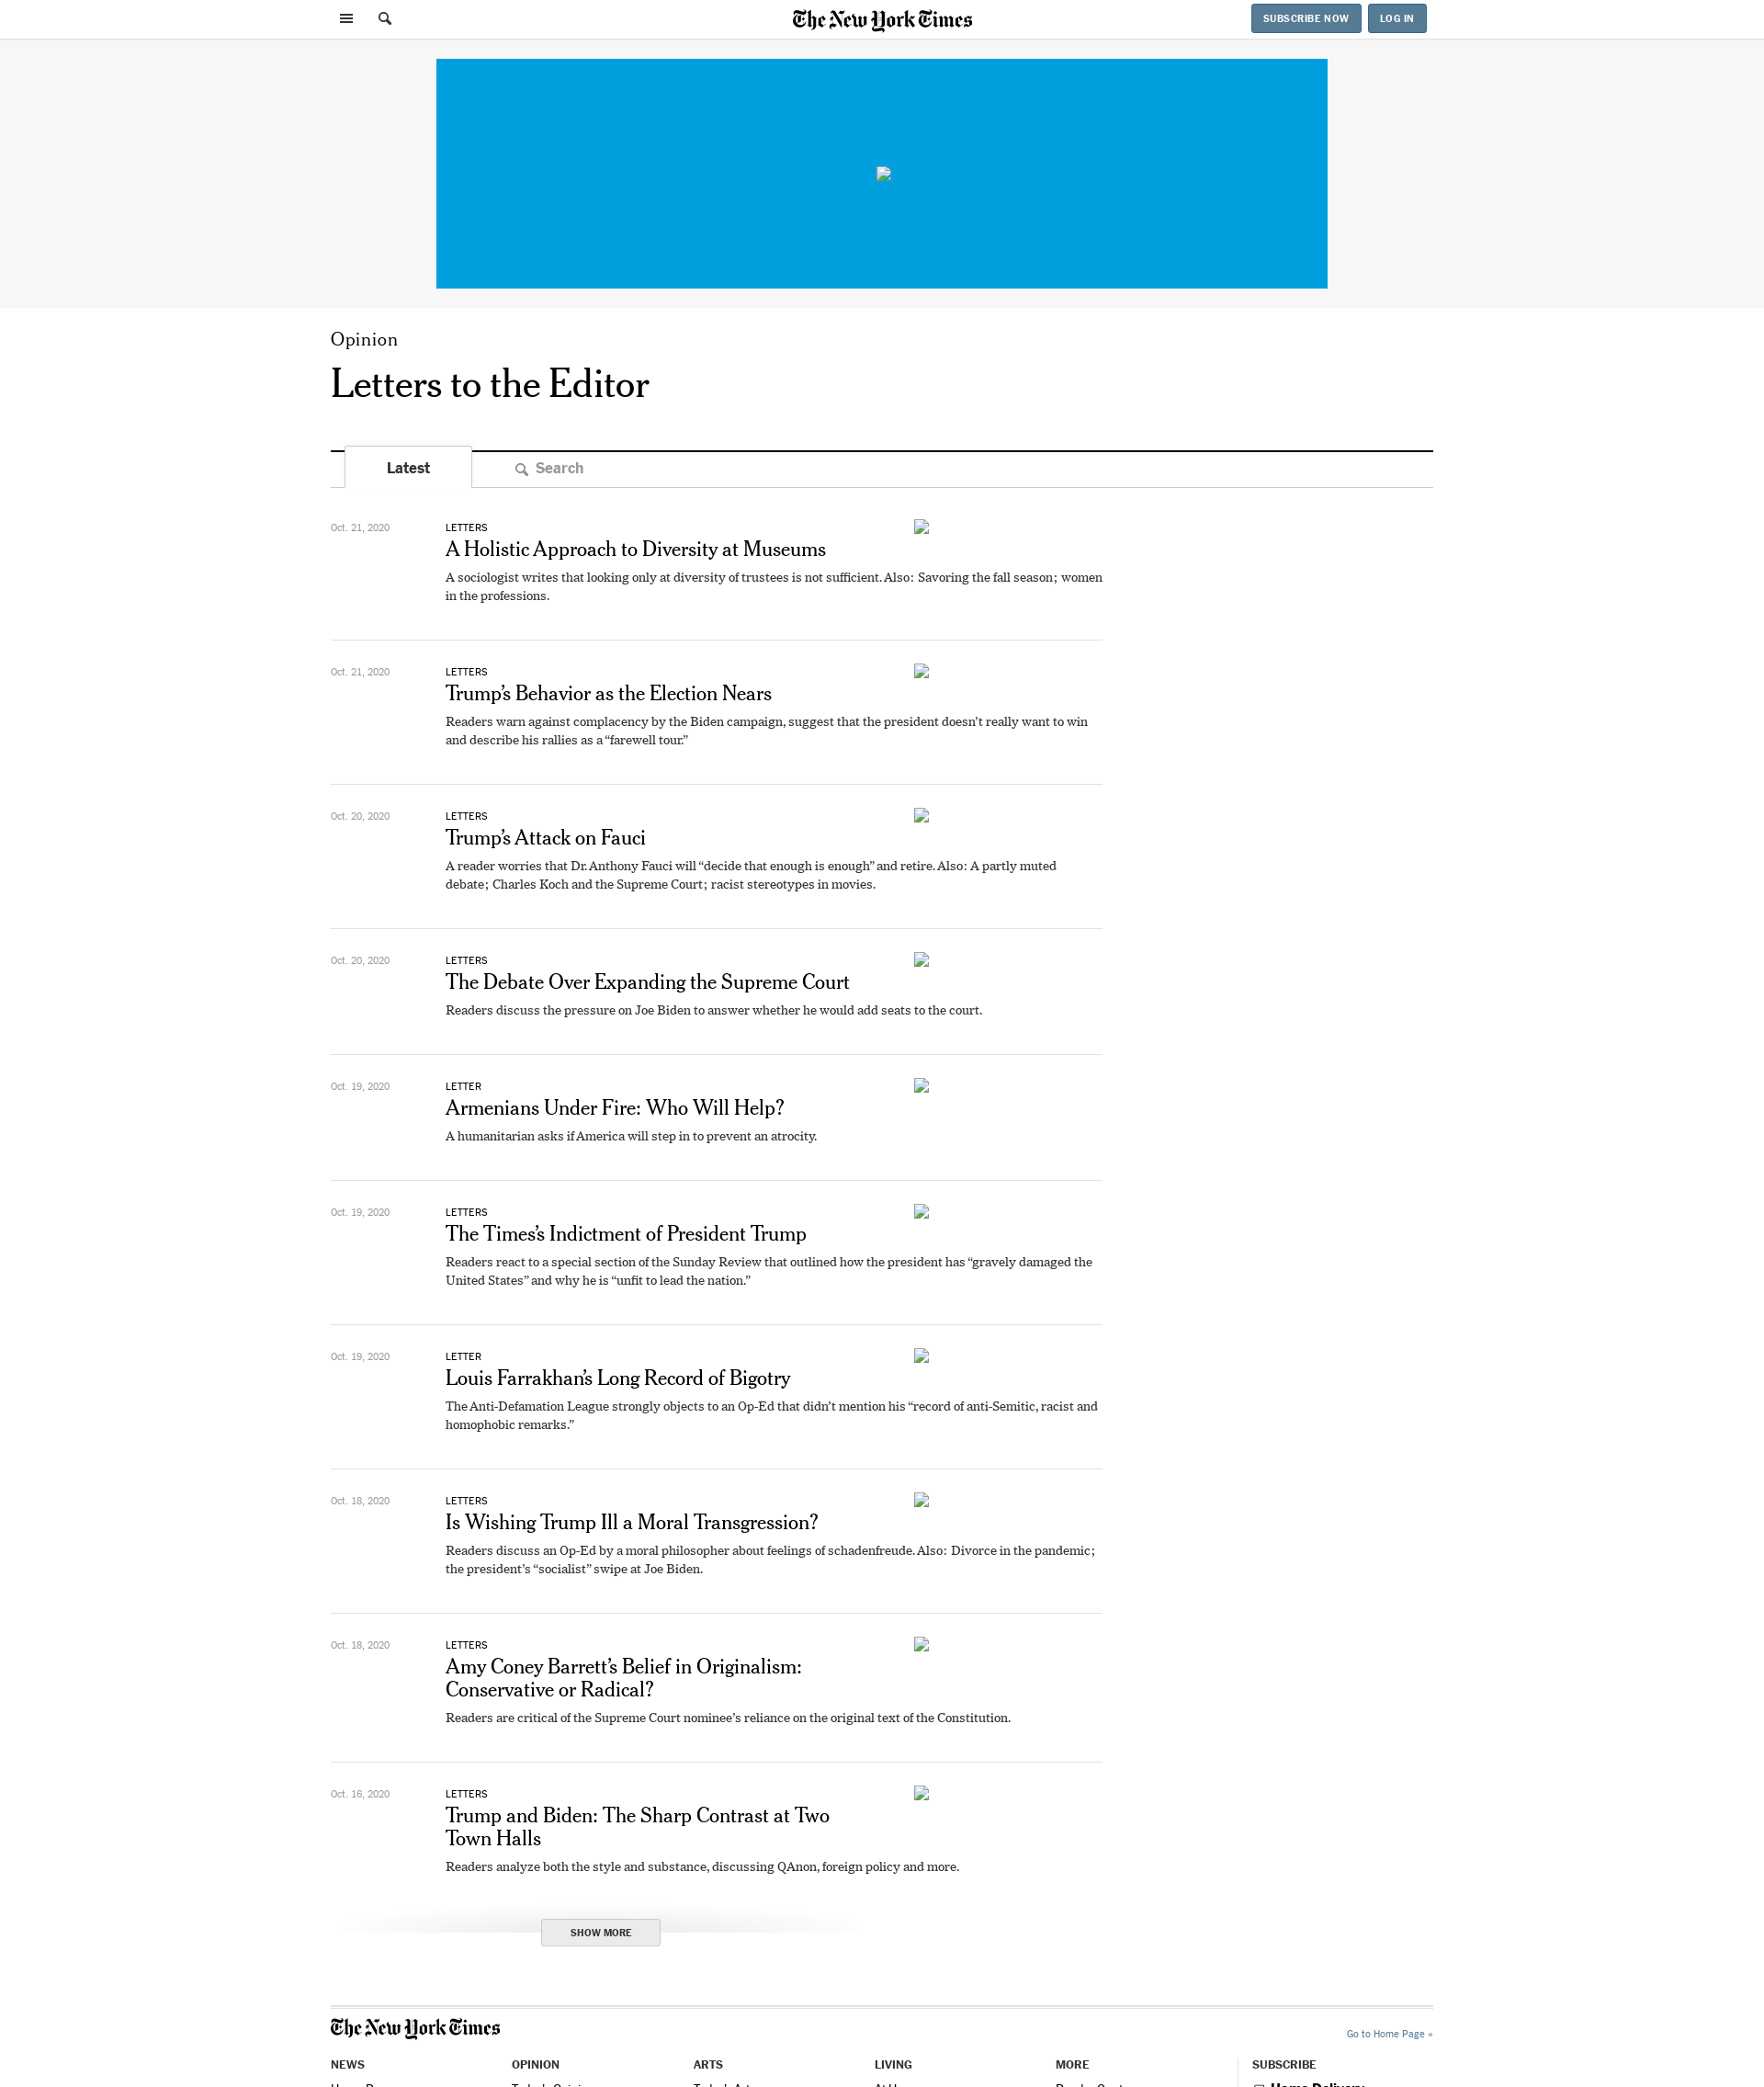 The New York Times
SUBSCRIBE NOW
LOG IN
Opinion
Letters to the Editor
Latest
Search
Oct. 21, 2020
LETTERS
A Holistic Approach to Diversity at Museums
A sociologist writes that looking only at diversity of trustees is not sufficient. Also: Savoring the fall season; women
in the professions.
Oct. 21, 2020
LETTERS
Trump’s Behavior as the Election Nears
Readers warn against complacency by the Biden campaign, suggest that the president doesn’t really want to win
and describe his rallies as a “farewell tour.”
Oct. 20, 2020
LETTERS
Trump’s Attack on Fauci
A reader worries that Dr. Anthony Fauci will “decide that enough is enough” and retire. Also: A partly muted
debate; Charles Koch and the Supreme Court; racist stereotypes in movies.
Oct. 20, 2020
LETTERS
The Debate Over Expanding the Supreme Court
Readers discuss the pressure on Joe Biden to answer whether he would add seats to the court.
Oct. 19, 2020
LETTER
Armenians Under Fire: Who Will Help?
A humanitarian asks if America will step in to prevent an atrocity.
Oct. 19, 2020
LETTERS
The Times’s Indictment of President Trump
Readers react to a special section of the Sunday Review that outlined how the president has “gravely damaged the
United States” and why he is “unfit to lead the nation.”
Oct. 19, 2020
LETTER
Louis Farrakhan’s Long Record of Bigotry
The Anti-Defamation League strongly objects to an Op-Ed that didn’t mention his “record of anti-Semitic, racist and
homophobic remarks.”
Oct. 18, 2020
LETTERS
Is Wishing Trump Ill a Moral Transgression?
Readers discuss an Op-Ed by a moral philosopher about feelings of schadenfreude. Also: Divorce in the pandemic;
the president’s “socialist” swipe at Joe Biden.
Oct. 18, 2020
LETTERS
Amy Coney Barrett’s Belief in Originalism:
Conservative or Radical?
Readers are critical of the Supreme Court nominee’s reliance on the original text of the Constitution.
Oct. 16, 2020
LETTERS
Trump and Biden: The Sharp Contrast at Two
Town Halls
Readers analyze both the style and substance, discussing QAnon, foreign policy and more.
SHOW MORE
The New York Times
Go to Home Page »
NEWS
OPINION
ARTS
LIVING
MORE
SUBSCRIBE
Home Delivery